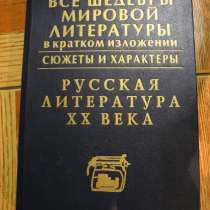 ВСЕ ШЕДЕВРЫ
МИРОВОЙ
ЛИТЕРАТУРЫ
в кратком изложении
СЮЖЕТЫ И ХАРАКТЕРЫ
РУССКАЯ
ЛИТЕРАТУРА
XX ВЕКА